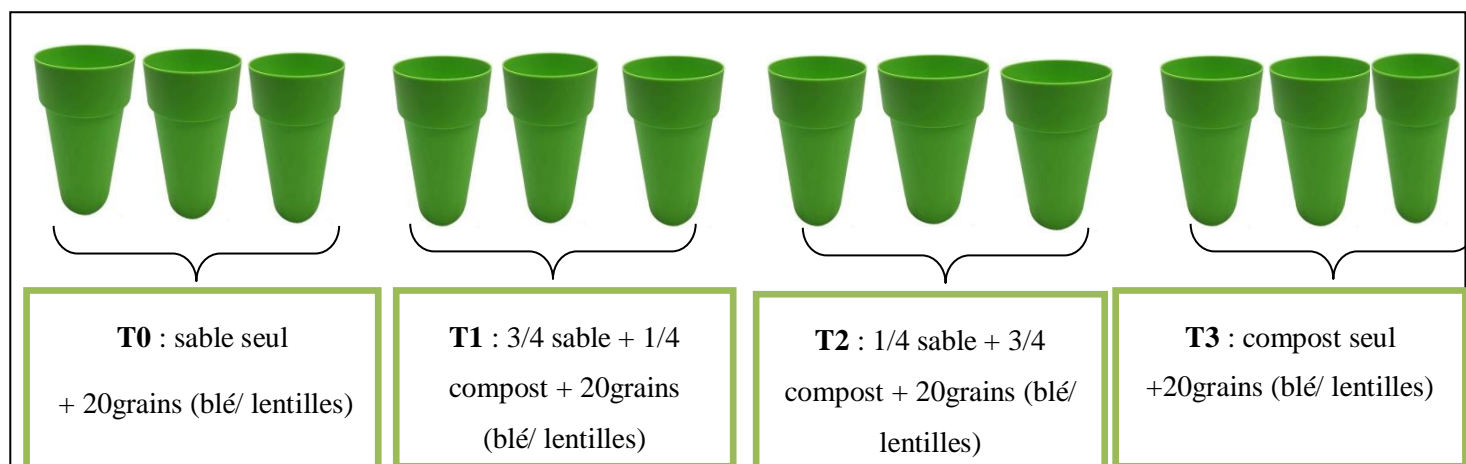 T0 : sable seul
+ 20grains (blé/ lentilles)
T1 : 3/4 sable + 1/4
compost + 20grains
(blé/ lentilles)
T2 : 1/4 sable + 3/4
compost + 20grains (blé/
lentilles)
T3 : compost seul
+20grains (blé/ lentilles)